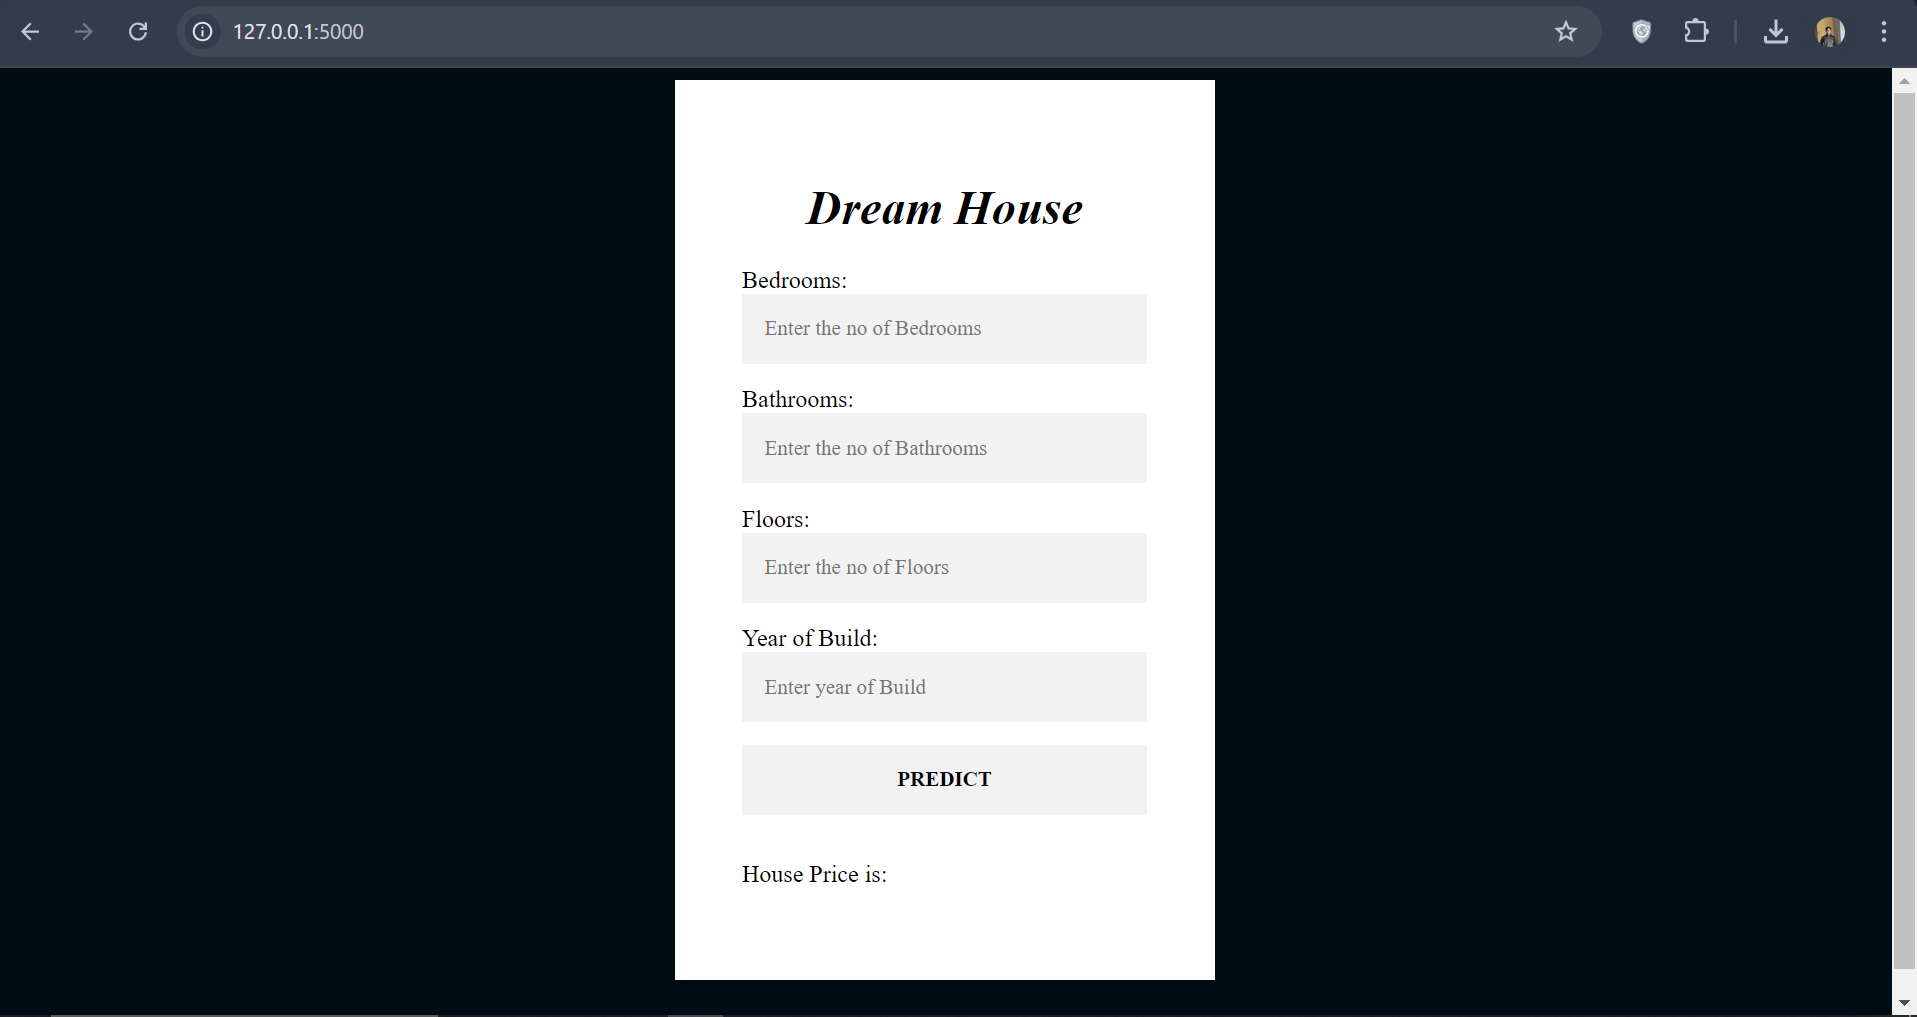 127.0.0.1:5000
Dream House
Bedrooms:
Enter the no of Bedrooms
Bathrooms:
Enter the no of Bathrooms
Floors:
Enter the no of Floors
Year of Build:
Enter year of Build
PREDICT
House Price is: